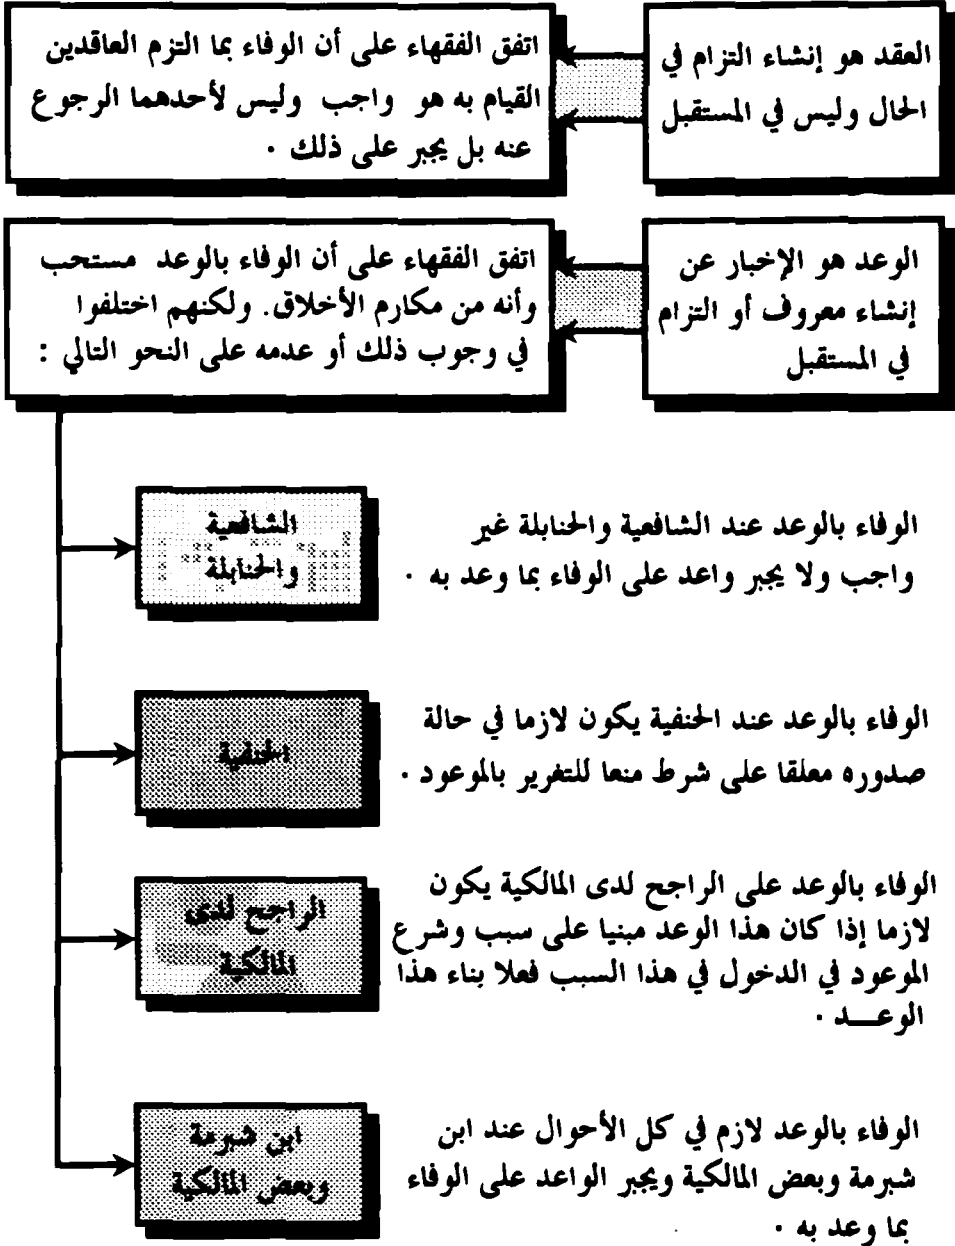 العقد هو إنشاء التزام في
الحال وليس في المستقبل
اتفق الفقهاء على أن الوفاء بما التزم العاقدين
القيام به هو واجب وليس لأحدهما الرجوع
عنه بل يجبر على ذلك .
الوعد هو الإخبار عن
إنشاء معروف أو التزام
في المستقبل
اتفق الفقهاء على أن الوفاء بالوعد مستحب
وأنه من مكارم الأخلاق. ولكنهم اختلفوا
في وجوب ذلك أو عدمه على النحو التالي :
الوفاء بالوعد عند الشافعية والحنابلة غير
واجب ولا يجبر واعد على الوفاء بما وعد به .
الشافعية
والحنابلة
الوفاء بالوعد عند الحنفية يكون لازما في حالة
صدوره معلقا على شرط منعا للتغرير بالموعود .
الحنفية
الوفاء بالوعد على الراجح لدى المالكية يكون
لازما إذا كان هذا الوعد مبنيا على سبب وشرع
الموعود في الدخول في هذا السبب فعلا بناء هذا
الوعــد .
الراجح لدى
المالكية
الوفاء بالوعد لازم في كل الأحوال عند ابن
شبرمة وبعض المالكية ويجبر الواعد على الوفاء
بما وعد به .
ابن شبرمة
وبعض المالكية